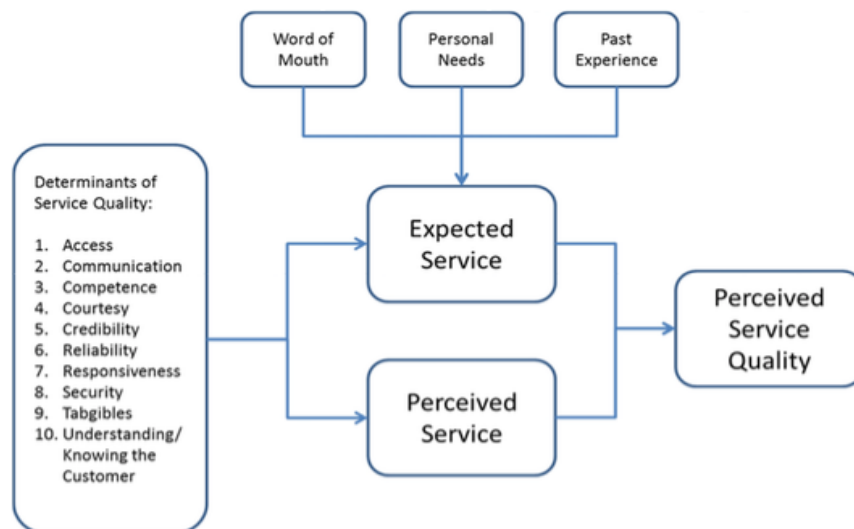 Word of
Mouth
Personal
Needs
Past
Experience
Determinants of
Service Quality:
1. Access
2. Communication
3. Competence
4. Courtesy
5. Credibility
6. Reliability
7. Responsiveness
8. Security
9. Tabgibles
10. Understanding/
Knowing the
Customer
Expected
Service
Perceived
Service
Perceived
Service
Quality